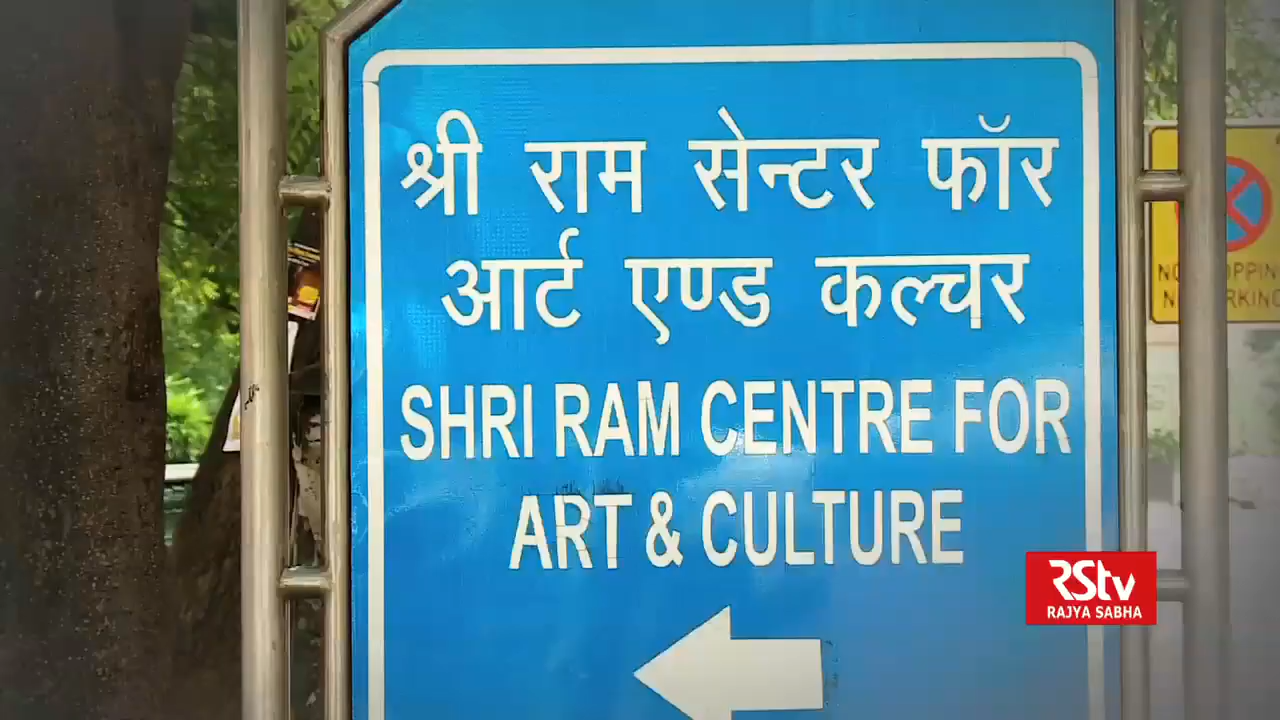 श्री राम सेन्टर फॉर
आर्ट एण्ड कल्चर
SHRI RAM CENTRE FOR
ART & CULTURE
RStv
RAJYA SABHA